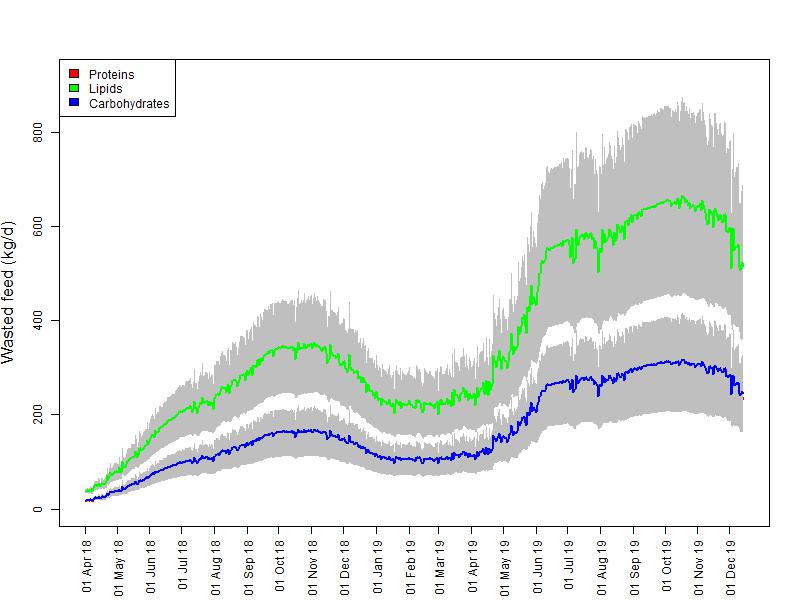 Proteins
Lipids
Carbohydrates
Wasted feed (kg/d)
800
600
400
200
0
01 Apr 18
01 May 18
01 Jun 18
01 Jul 18
01 Aug 18
01 Sep 18
01 Oct 18
01 Nov 18
01 Dec 18
01 Jan 19
01 Feb 19
01 Mar 19
01 Apr 19
01 May 19
01 Jun 19
01 Jul 19
01 Aug 19
01 Sep 19
01 Oct 19
01 Nov 19
01 Dec 19